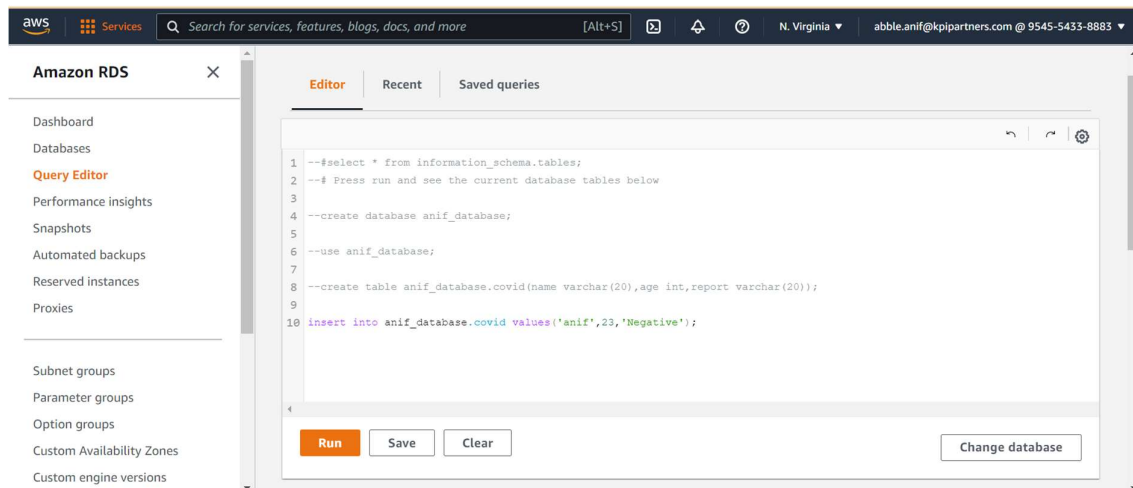 aws Services Search for services, features, blogs, docs, and more [Alt+S] N. Virginia ▼ abble.anif@kpipartners.com @ 9545-5433-8883 ▼
Amazon RDS
Dashboard
Databases
Query Editor
Performance insights
Snapshots
Automated backups
Reserved instances
Proxies
Subnet groups
Parameter groups
Option groups
Custom Availability Zones
Custom engine versions
Editor Recent Saved queries
1 --#select * from information_schema.tables;
2 --# Press run and see the current database tables below
3
4 --create database anif_database;
5
6 --use anif_database;
7
8 --create table anif_database.covid(name varchar(20),age int,report varchar(20));
9
10 insert into anif_database.covid values('anif',23,'Negative');
Run Save Clear Change database